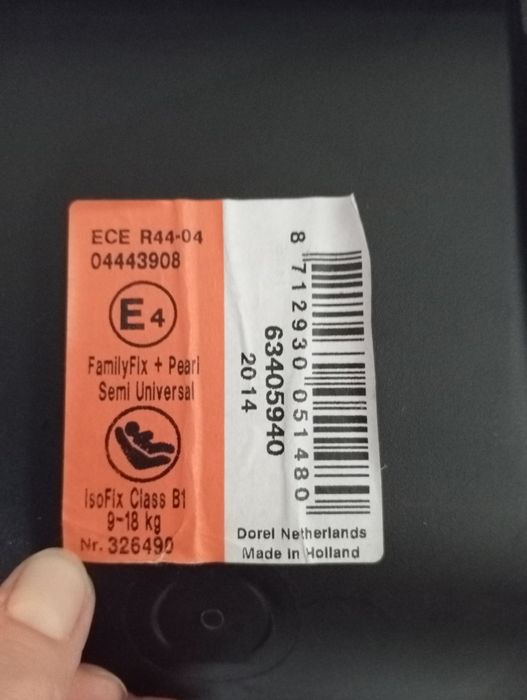 ECE R44-04
04443908
E4
FamilyFix + Pearl
Semi Universal
IsoFix Class B1
9-18 kg
Nr. 326490
8 712930 051480
63405940
2014
Dorel Netherlands
Made in Holland